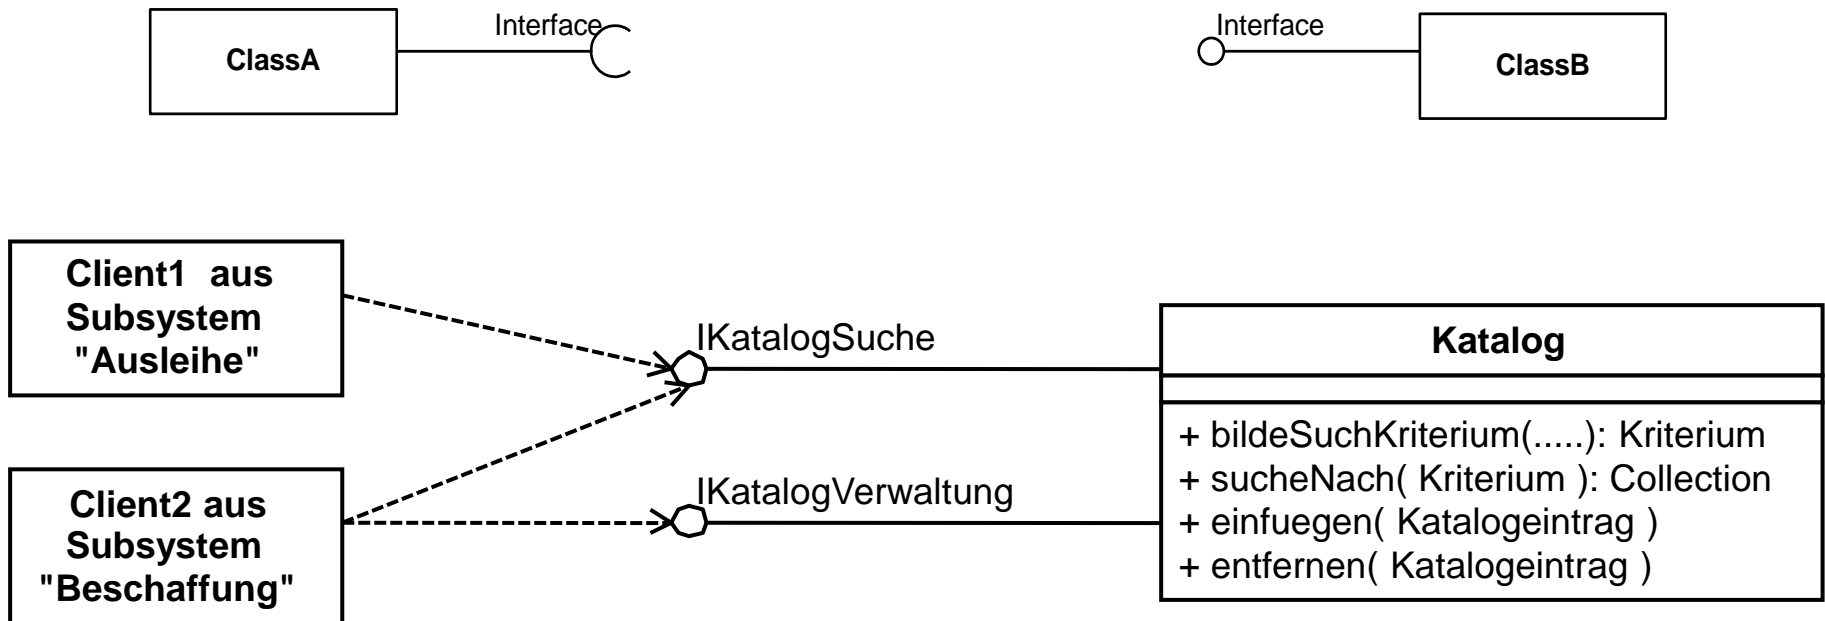 Interface
ClassA
Interface
ClassB
Client1 aus
Subsystem
"Ausleihe"
IKatalogSuche
Katalog
+ bildeSuchKriterium(.....): Kriterium
+ sucheNach( Kriterium ): Collection
+ einfuegen( Katalogeintrag )
+ entfernen( Katalogeintrag )
Client2 aus
Subsystem
"Beschaffung"
IKatalogVerwaltung